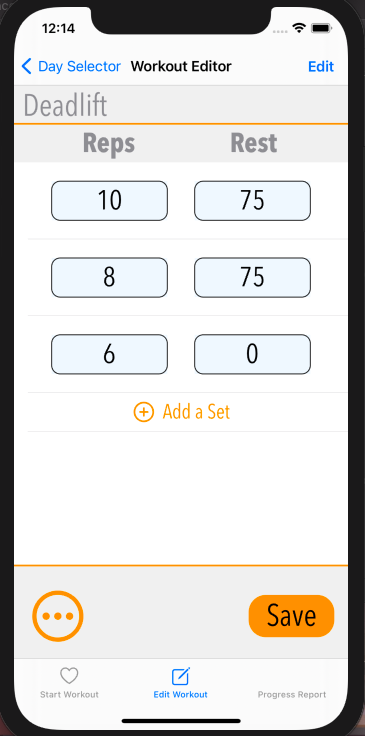 12:14
Day Selector Workout Editor Edit
Deadlift
Reps Rest
10 75
8 75
6 0
Add a Set
Save
Start Workout Edit Workout Progress Report